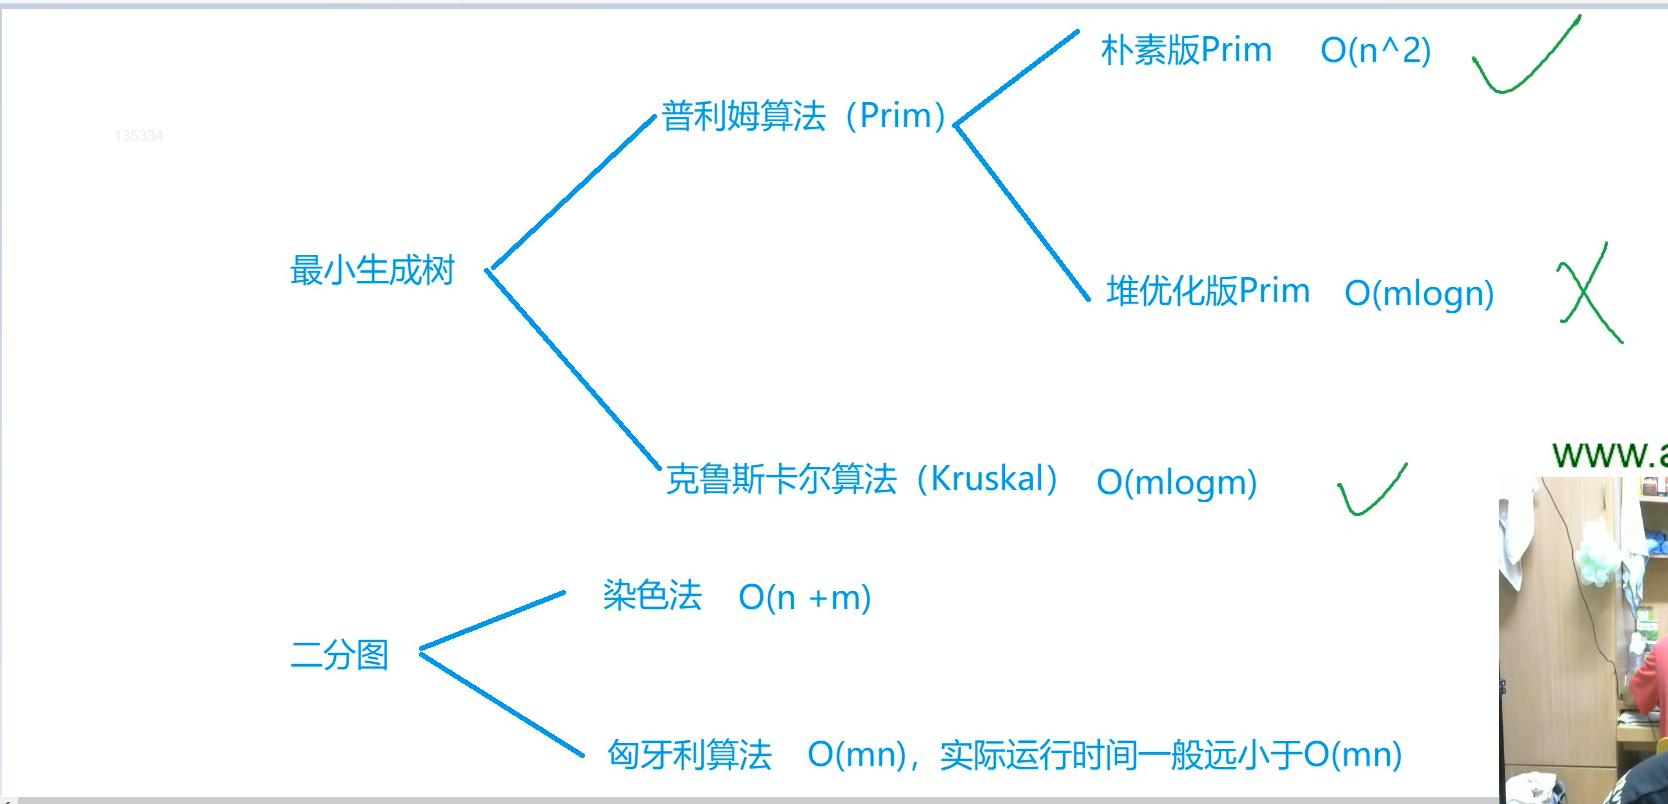 朴素版Prim O(n^2)
普利姆算法（Prim）
135334
最小生成树
堆优化版Prim O(mlogn)
www.a
克鲁斯卡尔算法（Kruskal） O(mlogm)
染色法 O(n +m)
二分图
匈牙利算法 O(mn)，实际运行时间一般远小于O(mn)